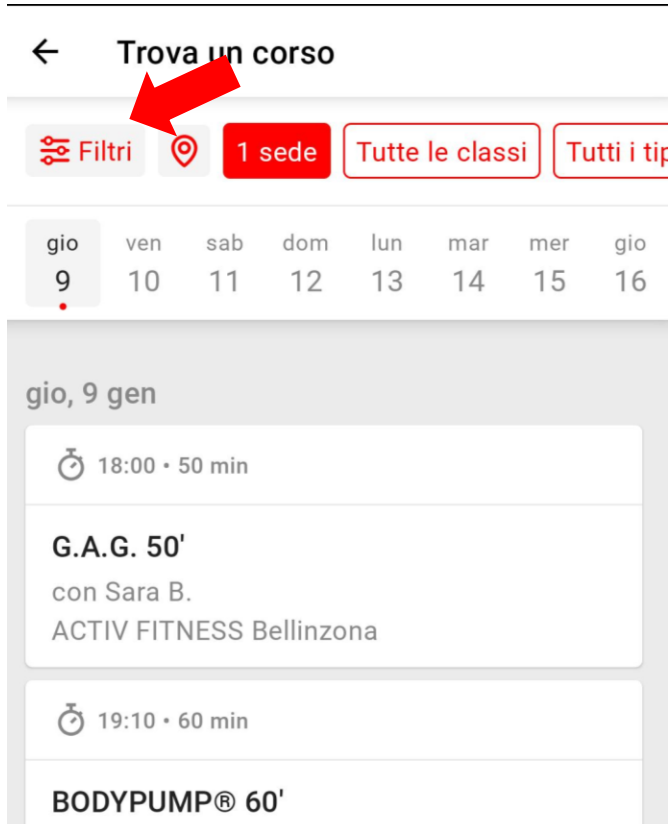 Trova un corso
Filtri
1 sede
Tutte le classi
Tutti i tip
gio ven sab dom lun mar mer gio
9 10 11 12 13 14 15 16
gio, 9 gen
18:00 • 50 min
G.A.G. 50'
con Sara B.
ACTIV FITNESS Bellinzona
19:10 • 60 min
BODYPUMP® 60'